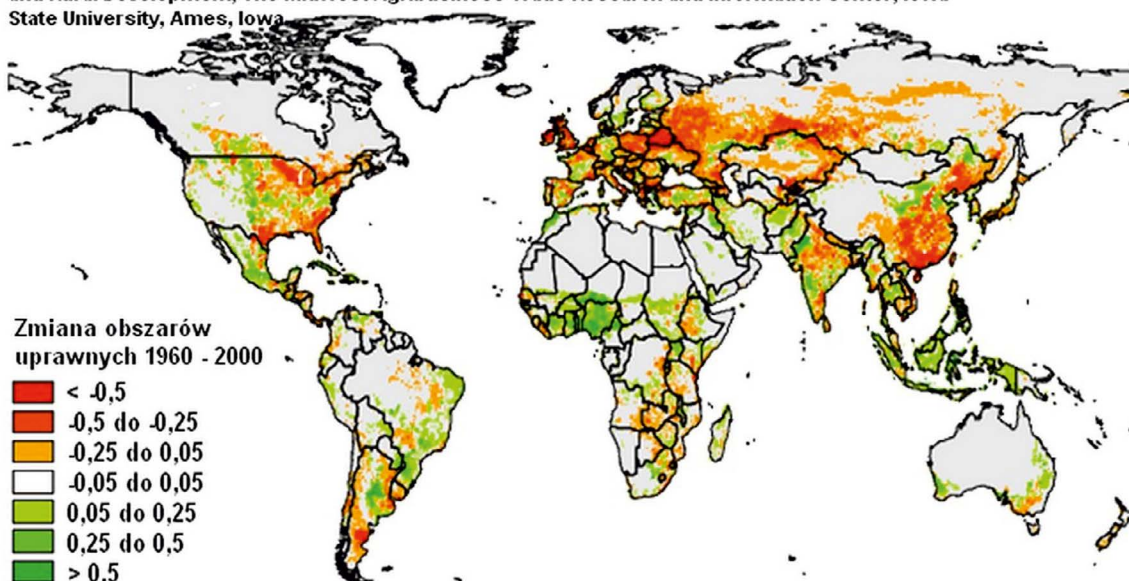 State University, Ames, Iowa
Zmiana obszarów
uprawnych 1960 - 2000
< -0,5
-0,5 do -0,25
-0,25 do 0,05
-0,05 do 0,05
0,05 do 0,25
0,25 do 0,5
> 0,5